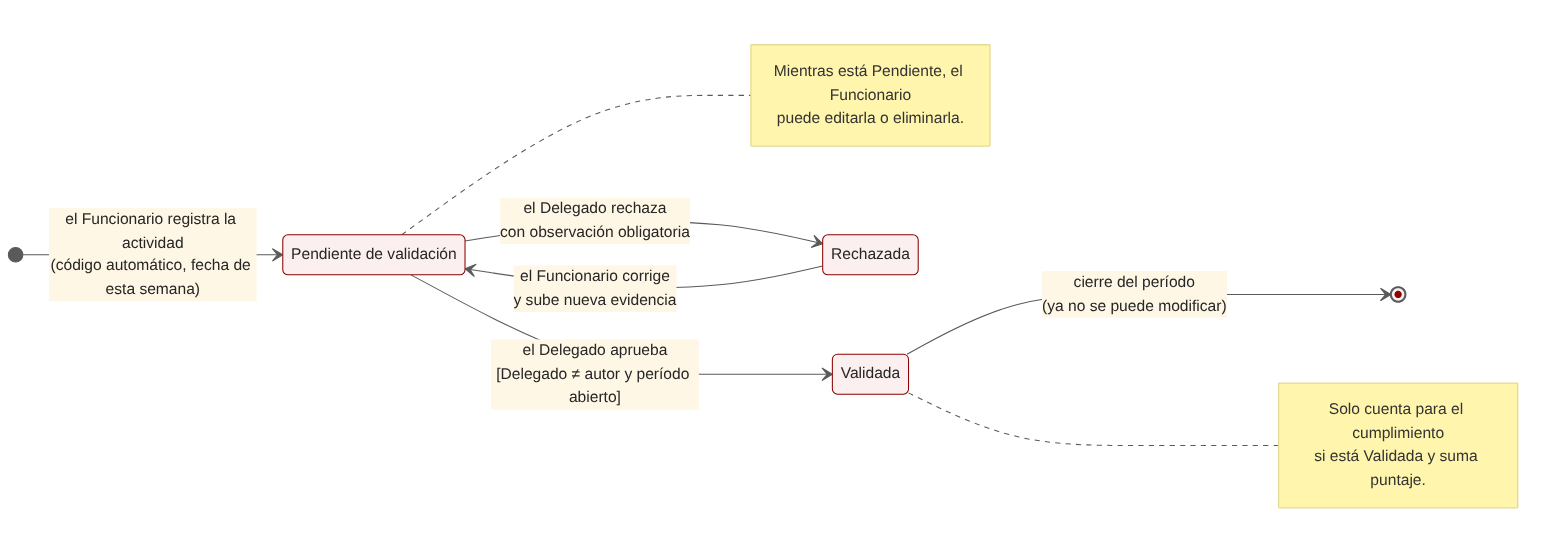 Mientras está Pendiente, el
Funcionario
puede editarla o eliminarla.
el Funcionario registra la
actividad
(código automático, fecha de
esta semana)
Pendiente de validación
el Delegado rechaza
con observación obligatoria
Rechazada
el Funcionario corrige
y sube nueva evidencia
el Delegado aprueba
[Delegado ≠ autor y período
abierto]
Validada
cierre del período
(ya no se puede modificar)
Solo cuenta para el
cumplimiento
si está Validada y suma
puntaje.